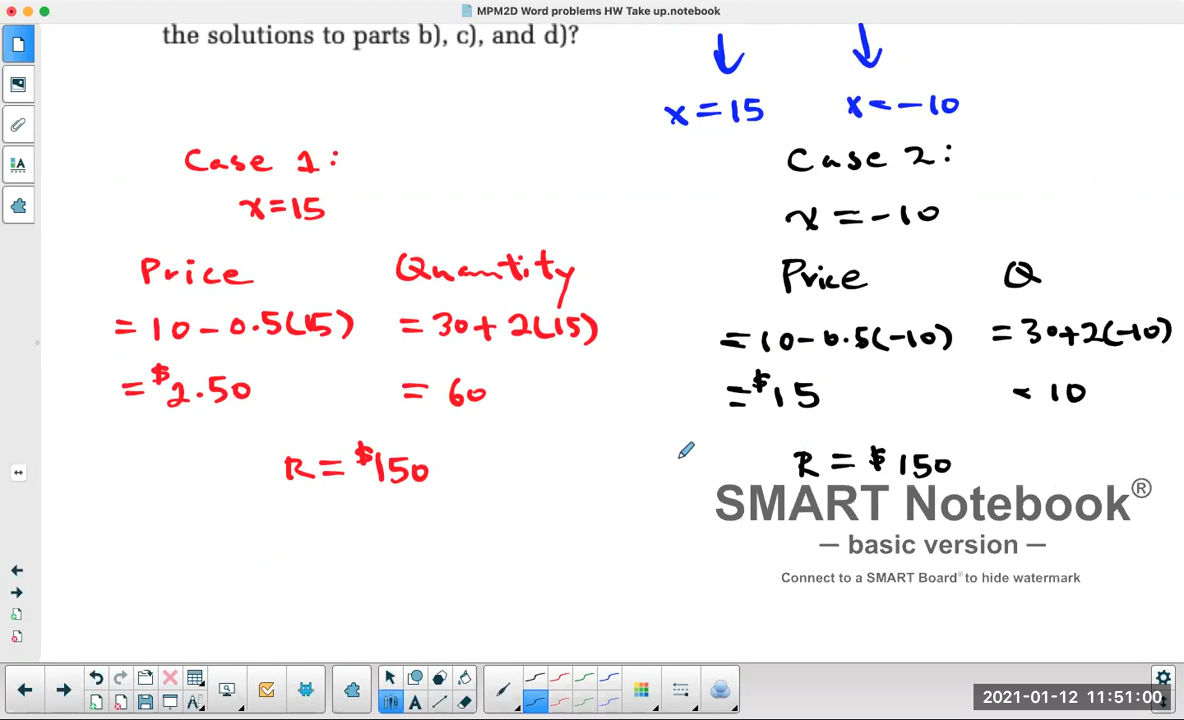 MPM2D Word problems HW Take up.notebook
the solutions to parts b), c), and d)?
x = 15 x = -10
Case 1:
x = 15
Price Quantity
= 10 - 0.5(15) = 30 + 2(15)
= $2.50 = 60
R = $150
Case 2:
x = -10
Price Q
= 10 - 0.5(-10) = 30 + 2(-10)
= $15 = 10
R = $150
SMART Notebook®
— basic version —
Connect to a SMART Board® to hide watermark
2021-01-12 11:51:00